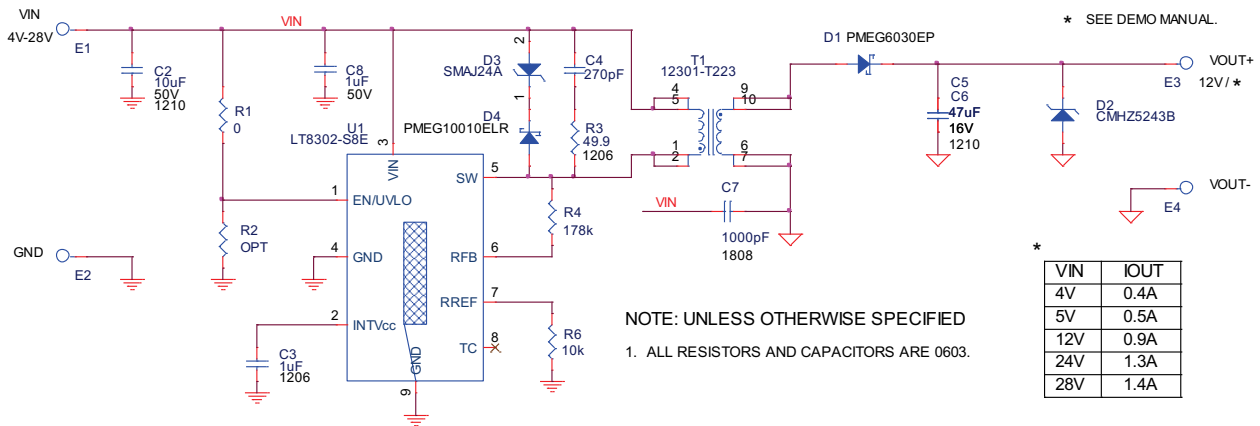 VIN
4V-28V
E1
VIN
* SEE DEMO MANUAL.
C2
10uF
50V
1210
C8
1uF
50V
R1
0
U1
LT8302-S8E
D3
SMAJ24A
2
1
D4
PMEG10010ELR
C4
270pF
R3
49.9
1206
T1
12301-T223
4
5
1
2
9
10
6
7
D1 PMEG6030EP
C5
C6
47uF
16V
1210
D2
CMHZ5243B
VOUT+
E3
12V / *
VOUT-
E4
3
VIN
SW
5
1
EN/UVLO
R2
OPT
4
GND
RFB
6
R4
178k
VIN
C7
1000pF
1808
GND
E2
RREF
7
2
INTVcc
TC
8
GND
9
C3
1uF
1206
R6
10k
NOTE: UNLESS OTHERWISE SPECIFIED
1. ALL RESISTORS AND CAPACITORS ARE 0603.
*
VIN IOUT
4V 0.4A
5V 0.5A
12V 0.9A
24V 1.3A
28V 1.4A